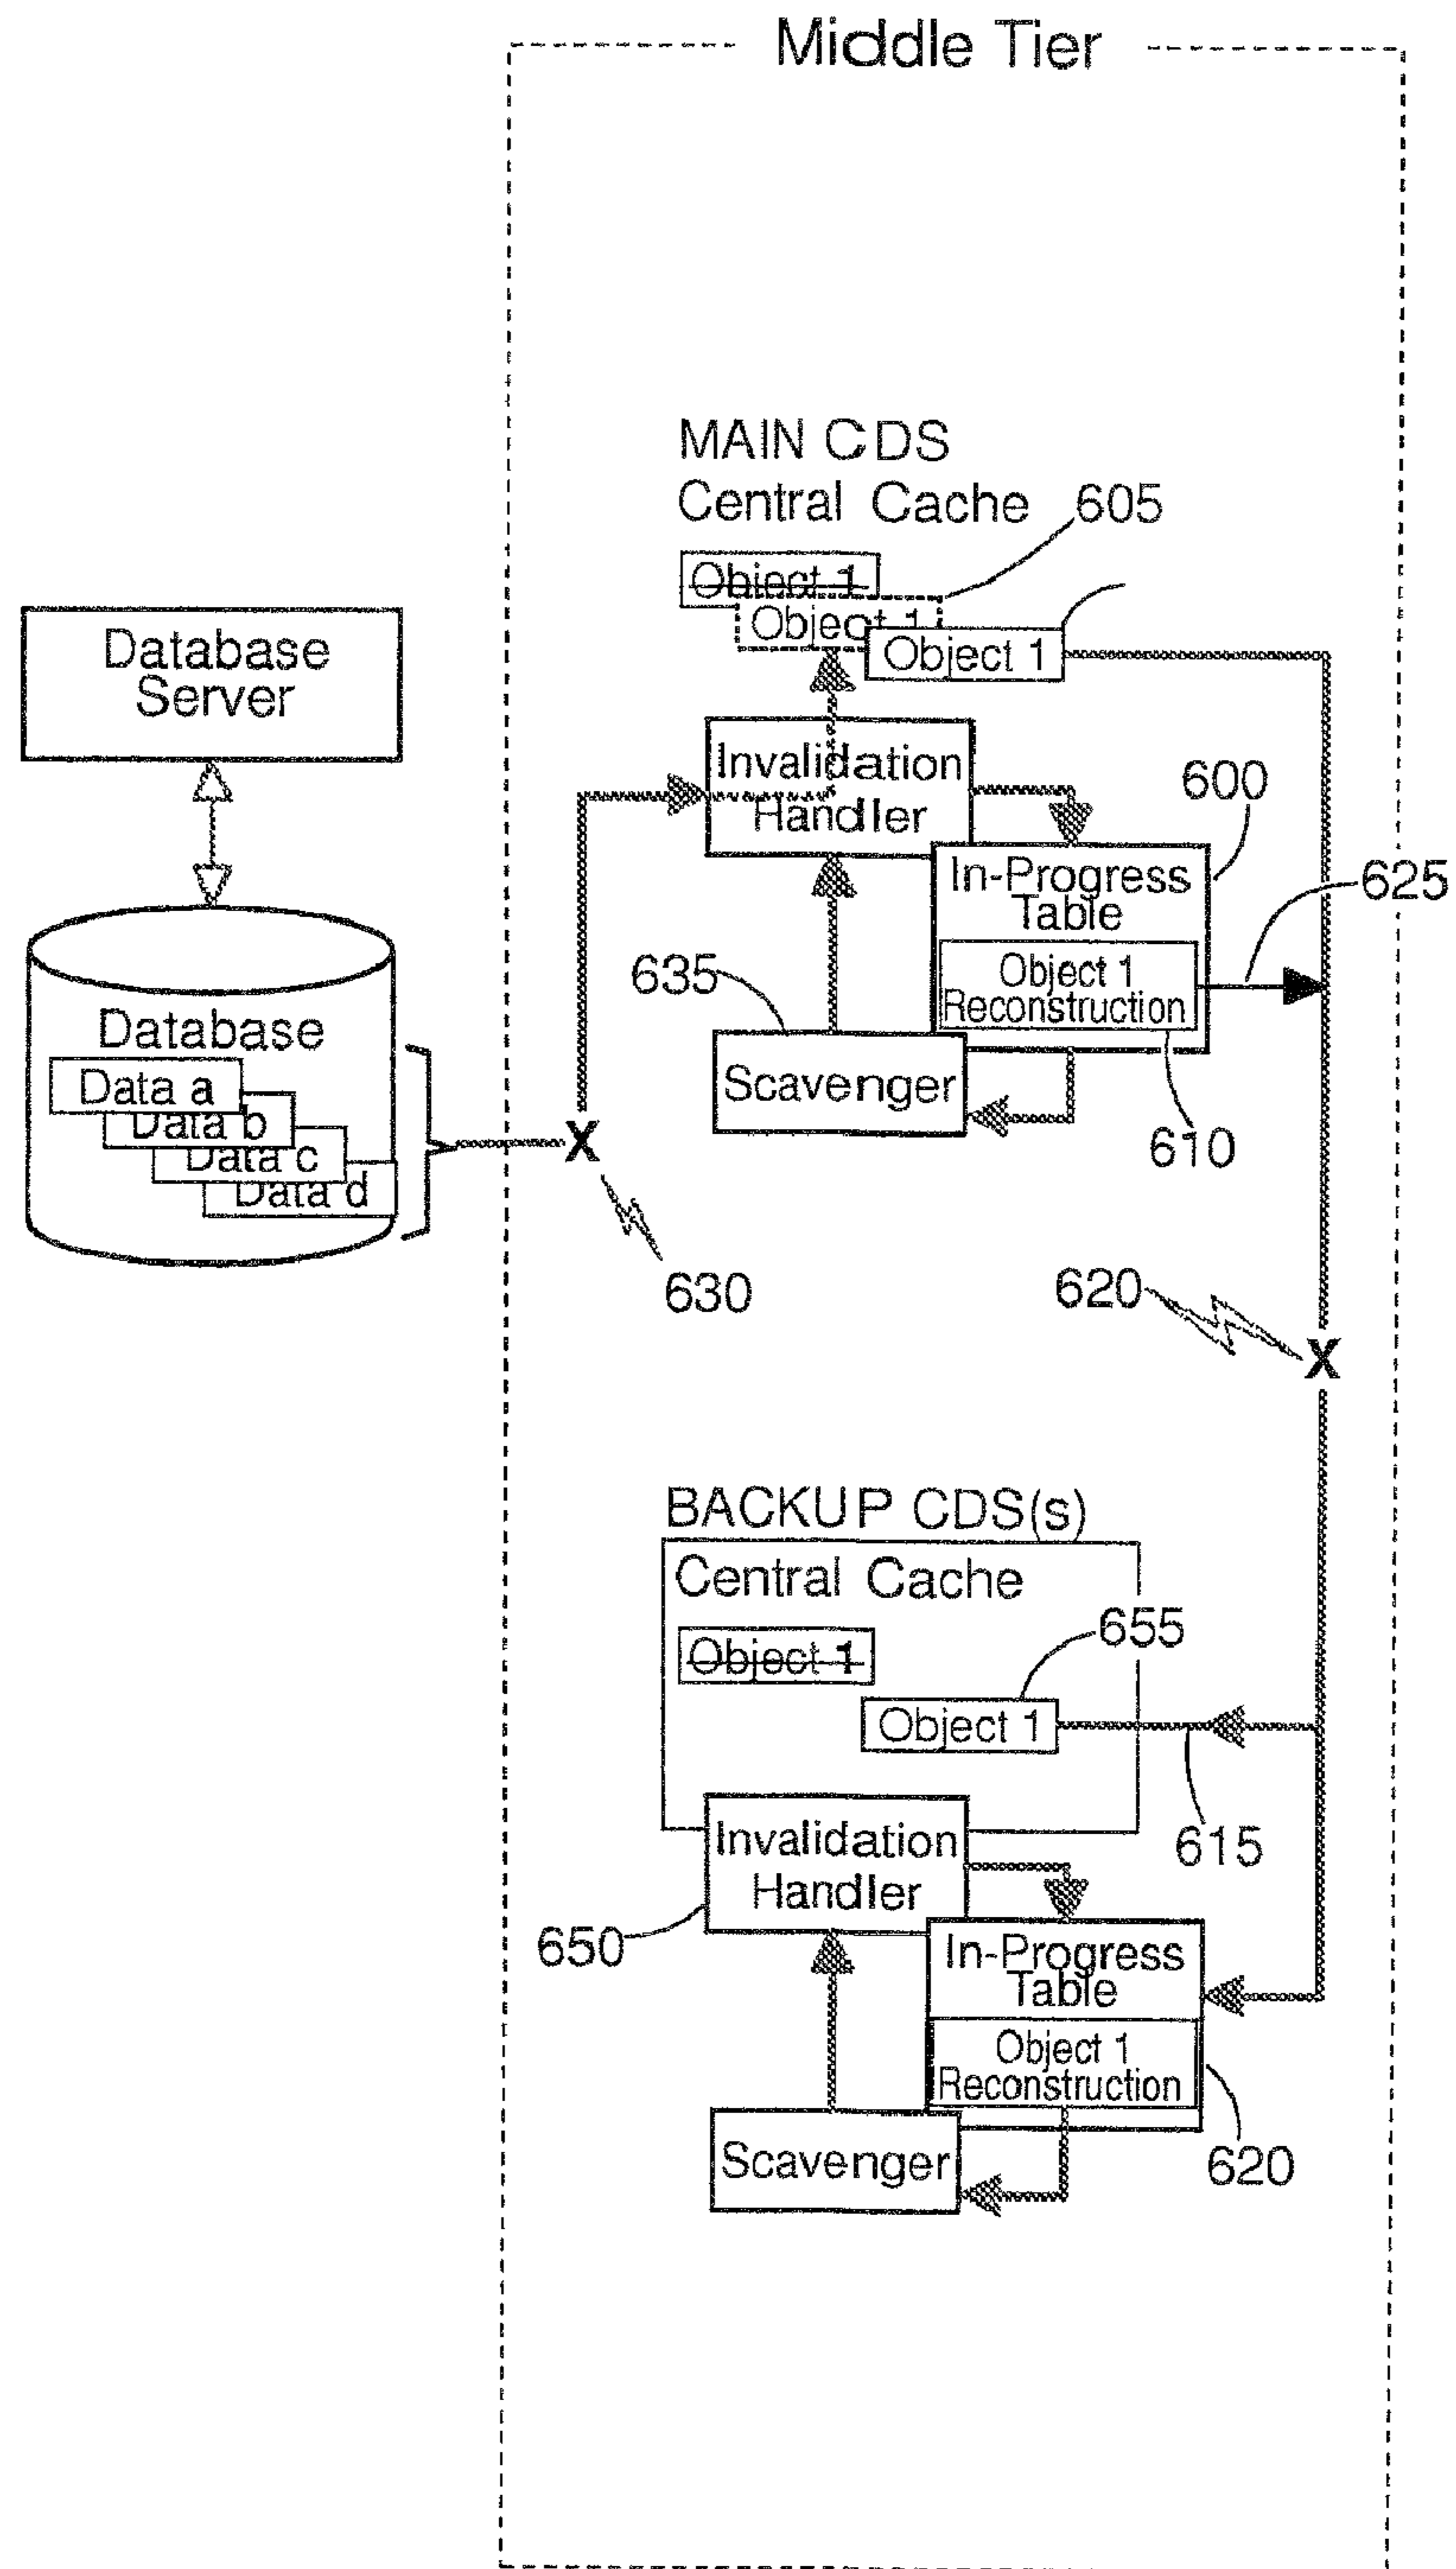 Middle Tier
MAIN CDS
Central Cache
605
Object 1
Object 1
Object 1
Database
Server
Invalidation
Handler
600
In-Progress
Table
625
Object 1
Reconstruction
635
Scavenger
610
Database
Data a
Data b
Data c
Data d
X
630
620
X
BACKUP CDS(s)
Central Cache
655
Object 1
Object 1
615
Invalidation
Handler
650
In-Progress
Table
Object 1
Reconstruction
620
Scavenger